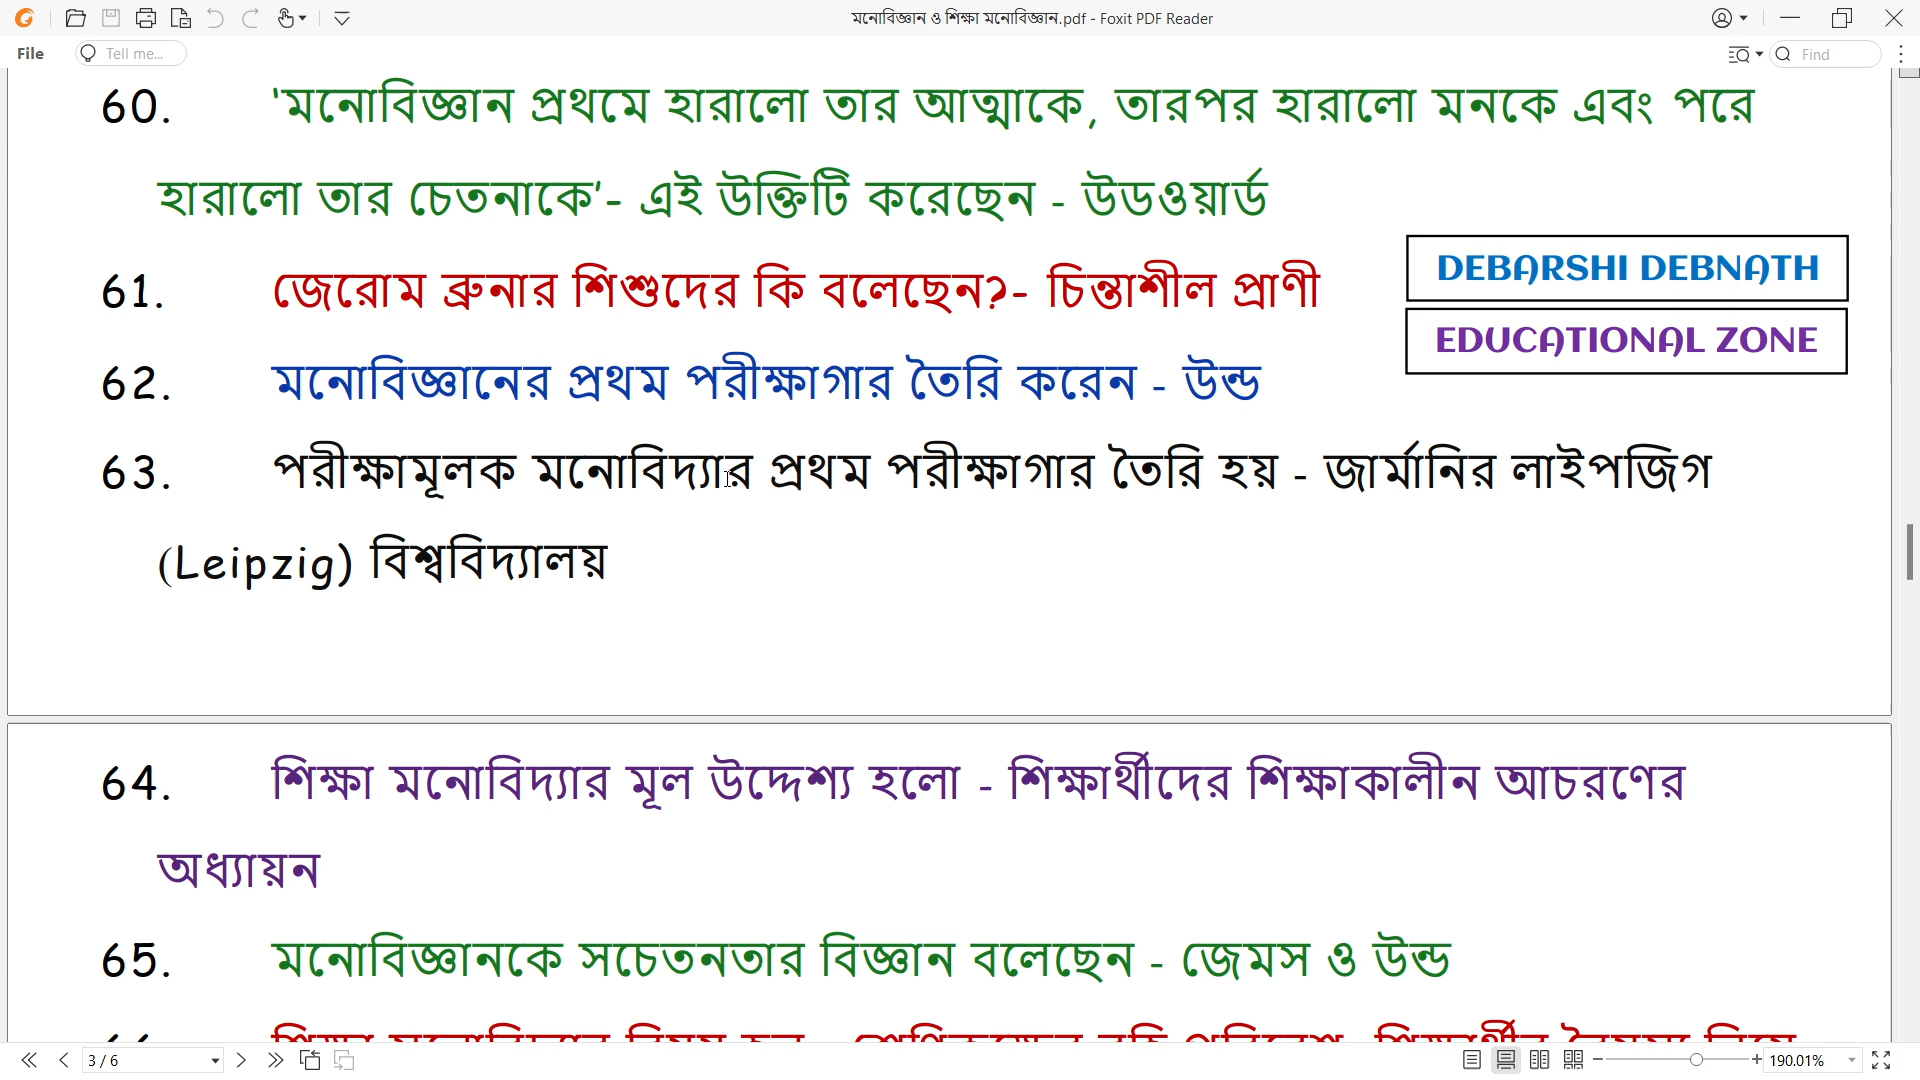 মনোবিজ্ঞান ও শিক্ষা মনোবিজ্ঞান.pdf - Foxit PDF Reader
File
Tell me...
Find
60. ‘মনোবিজ্ঞান প্রথমে হারালো তার আত্মাকে, তারপর হারালো মনকে এবং পরে
হারালো তার চেতনাকে’- এই উক্তিটি করেছেন - উডওয়ার্ড
61. জেরোম ব্রুনার শিশুদের কি বলেছেন?- চিন্তাশীল প্রাণী
DEBARSHI DEBNATH
EDUCATIONAL ZONE
62. মনোবিজ্ঞানের প্রথম পরীক্ষাগার তৈরি করেন - উন্ড
63. পরীক্ষামূলক মনোবিদ্যার প্রথম পরীক্ষাগার তৈরি হয় - জার্মানির লাইপজিগ
(Leipzig) বিশ্ববিদ্যালয়
64. শিক্ষা মনোবিদ্যার মূল উদ্দেশ্য হলো - শিক্ষার্থীদের শিক্ষাকালীন আচরণের
অধ্যায়ন
65. মনোবিজ্ঞানকে সচেতনতার বিজ্ঞান বলেছেন - জেমস ও উন্ড
3 / 6
190.01%